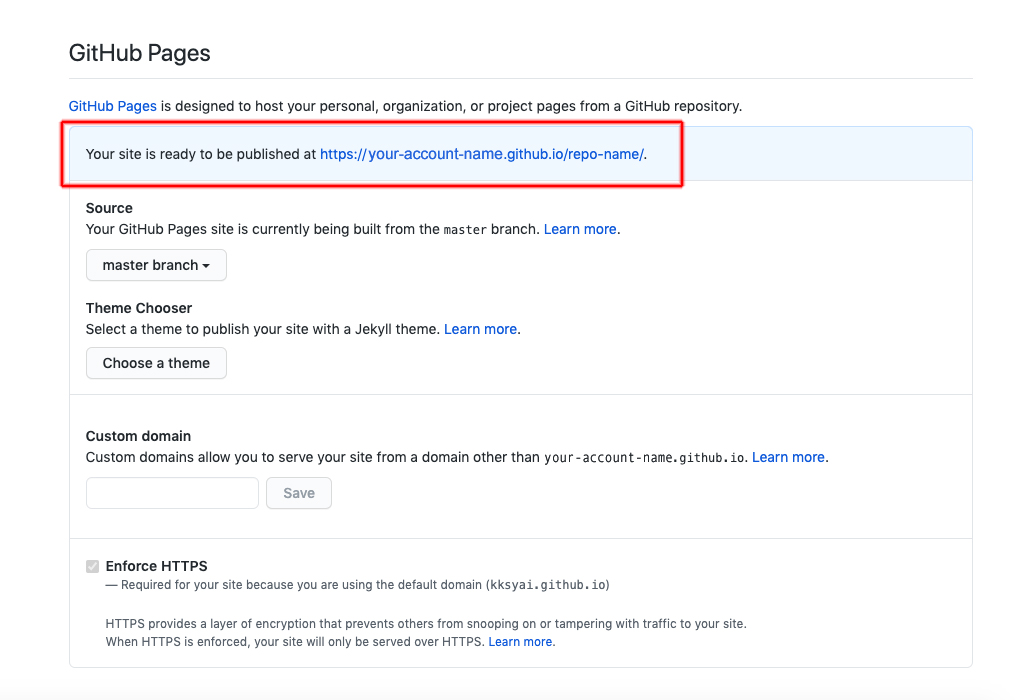 GitHub Pages
GitHub Pages is designed to host your personal, organization, or project pages from a GitHub repository.
Your site is ready to be published at https://your-account-name.github.io/repo-name/.
Source
Your GitHub Pages site is currently being built from the master branch. Learn more.
master branch
Theme Chooser
Select a theme to publish your site with a Jekyll theme. Learn more.
Choose a theme
Custom domain
Custom domains allow you to serve your site from a domain other than your-account-name.github.io. Learn more.
Save
Enforce HTTPS
— Required for your site because you are using the default domain (kksyai.github.io)
HTTPS provides a layer of encryption that prevents others from snooping on or tampering with traffic to your site.
When HTTPS is enforced, your site will only be served over HTTPS. Learn more.